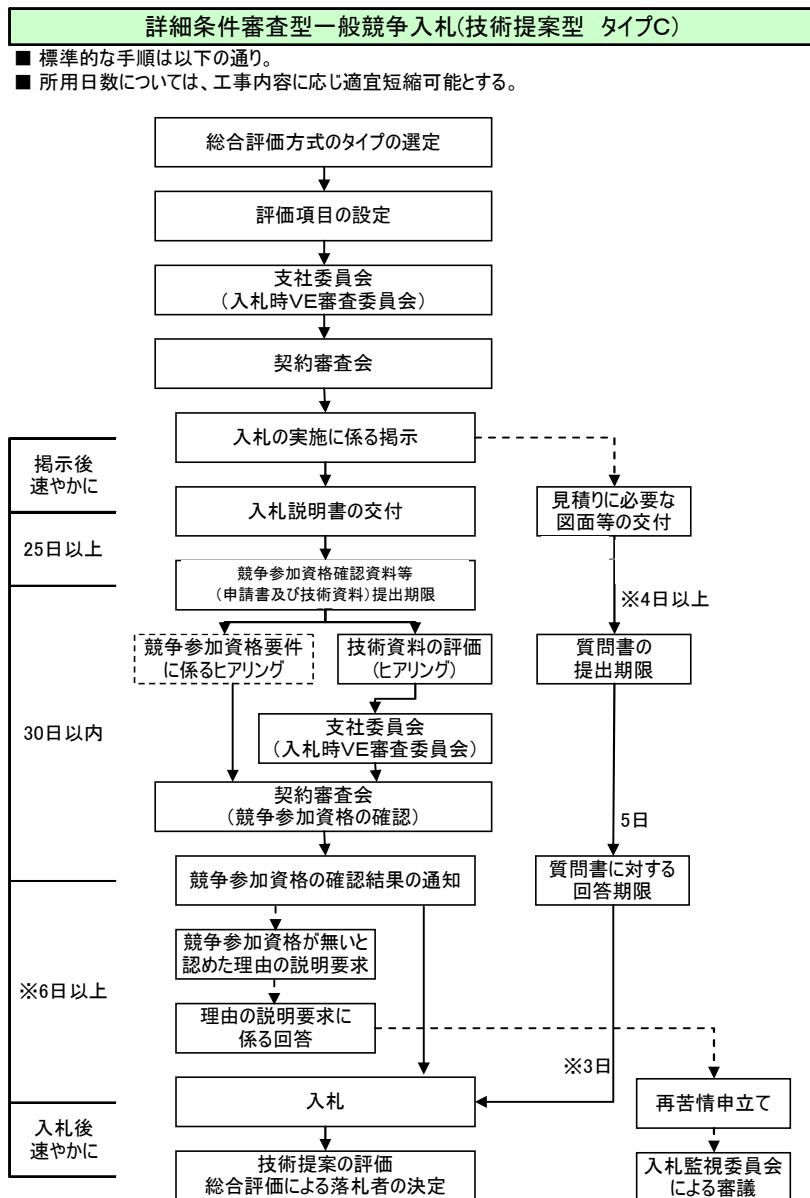 詳細条件審査型一般競争入札(技術提案型　タイプC)
■ 標準的な手順は以下の通り。
■ 所用日数については、工事内容に応じ適宜短縮可能とする。
総合評価方式のタイプの選定
評価項目の設定
支社委員会
(入札時VE審査委員会)
契約審査会
入札の実施に係る掲示
掲示後
速やかに
入札説明書の交付
見積りに必要な
図面等の交付
25日以上
競争参加資格確認資料等
(申請書及び技術資料)提出期限
※4日以上
競争参加資格要件
に係るヒアリング
技術資料の評価
(ヒアリング)
質問書の
提出期限
30日以内
支社委員会
(入札時VE審査委員会)
契約審査会
(競争参加資格の確認)
5日
競争参加資格の確認結果の通知
質問書に対する
回答期限
競争参加資格が無いと
認めた理由の説明要求
※6日以上
理由の説明要求に
係る回答
※3日
入札
再苦情申立て
入札後
速やかに
技術提案の評価
総合評価による落札者の決定
入札監視委員会
による審議